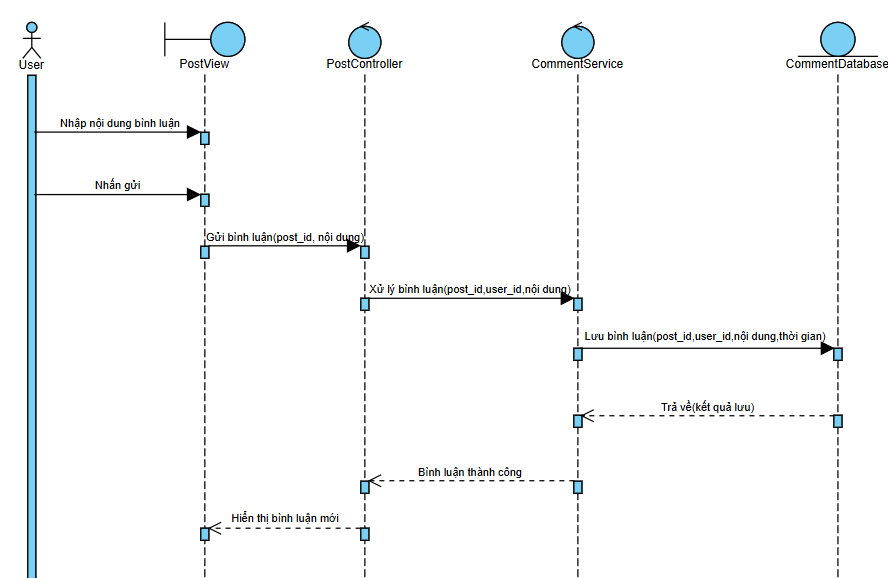 User
PostView
PostController
CommentService
CommentDatabase
Nhập nội dung bình luận
Nhấn gửi
Gửi bình luận(post_id, nội dung)
Xử lý bình luận(post_id,user_id,nội dung)
Lưu bình luận(post_id,user_id,nội dung,thời gian)
Trả về(kết quả lưu)
Bình luận thành công
Hiển thị bình luận mới